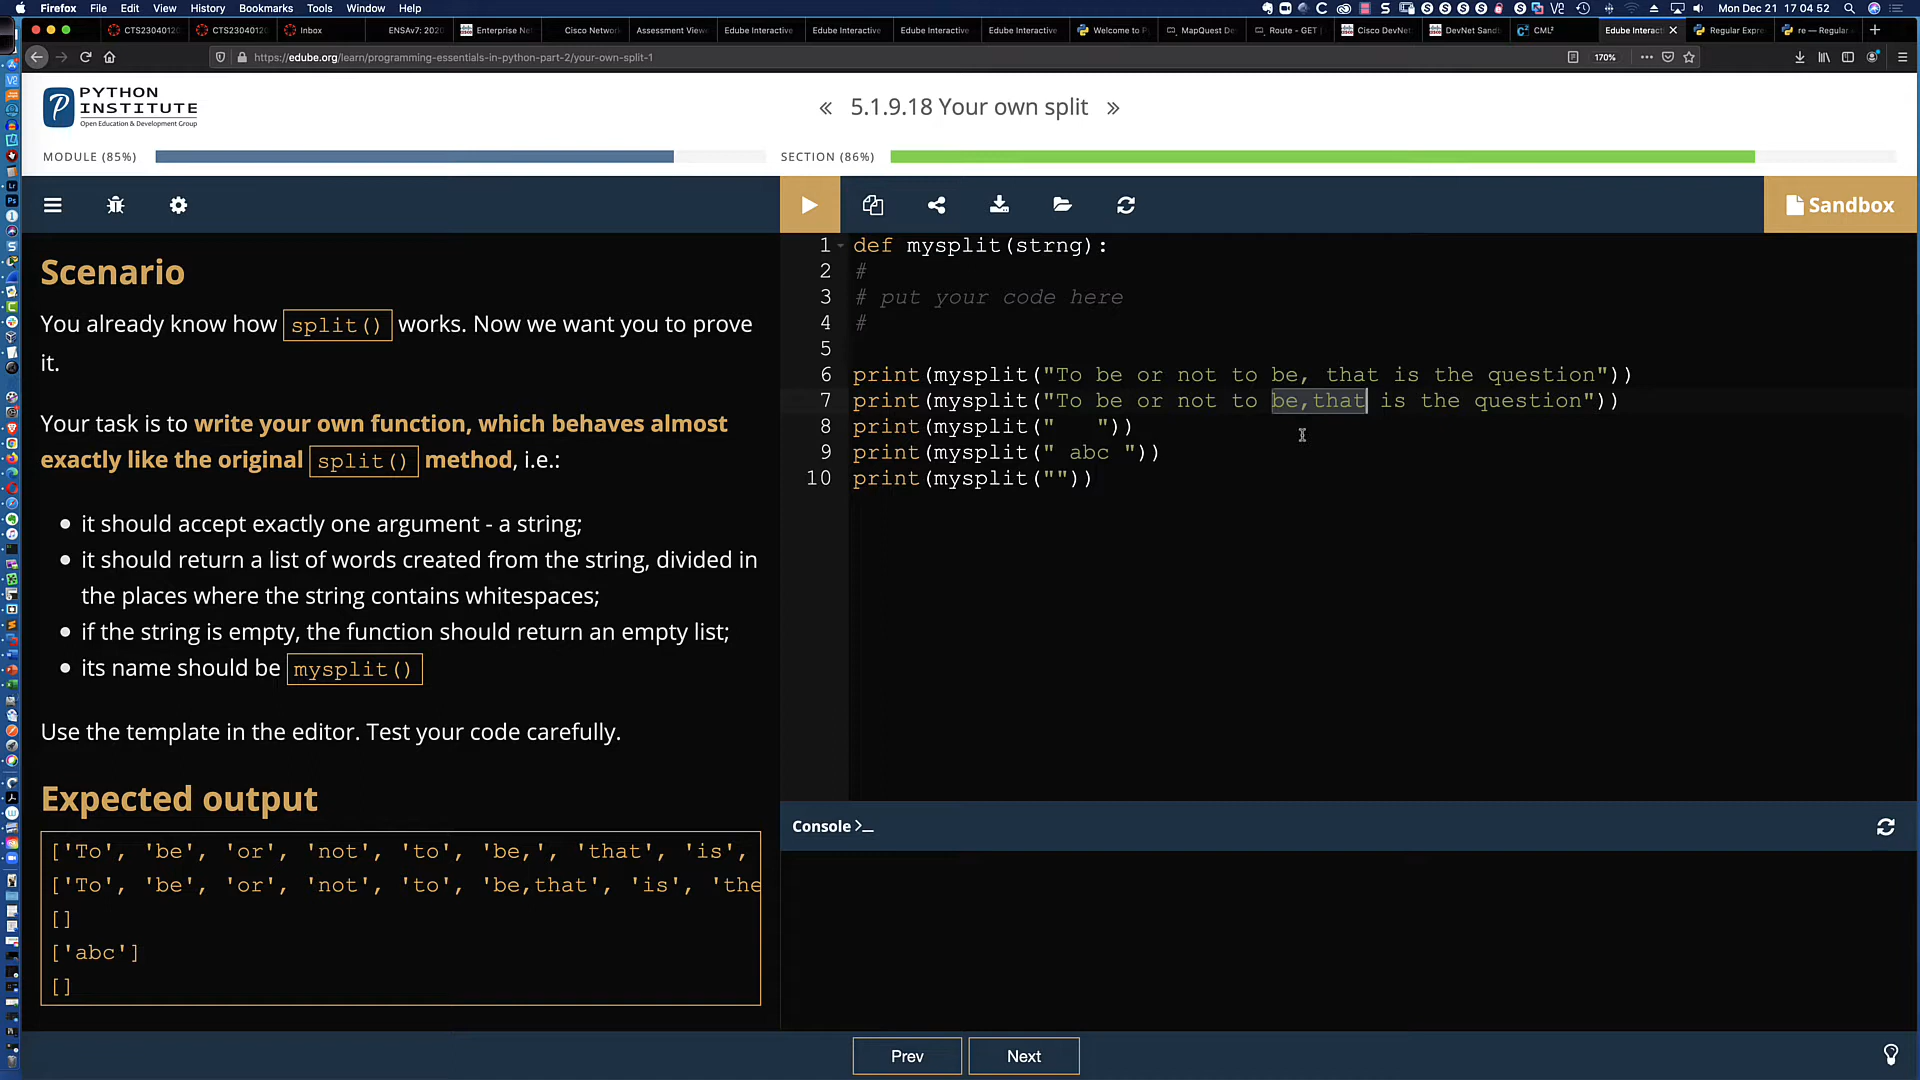 Firefox File Edit View History Bookmarks Tools Window Help
Mon Dec 21 17 04 52
CTS2304012 CTS2304012 Inbox ENSAv7: 2020 Enterprise Ne Cisco Network Assessment View Edube Interactive Edube Interactive Edube Interactive Edube Interactive Welcome to P MapQuest De Route - GET Cisco DevNet DevNet Sand CML² Edube Interact Regular Expre re — Regular
https://edube.org/learn/programming-essentials-in-python-part-2/your-own-split-1
170%
PYTHON
INSTITUTE
Open Education & Development Group
« 5.1.9.18 Your own split »
MODULE (85%)
SECTION (86%)
Sandbox
Scenario
You already know how split() works. Now we want you to prove
it.
Your task is to write your own function, which behaves almost
exactly like the original split() method, i.e.:
it should accept exactly one argument - a string;
it should return a list of words created from the string, divided in
the places where the string contains whitespaces;
if the string is empty, the function should return an empty list;
its name should be mysplit()
Use the template in the editor. Test your code carefully.
Expected output
['To', 'be', 'or', 'not', 'to', 'be,', 'that', 'is',
['To', 'be', 'or', 'not', 'to', 'be,that', 'is', 'the
[]
['abc']
[]
1 def mysplit(strng):
2 #
3 # put your code here
4 #
5
6 print(mysplit("To be or not to be, that is the question"))
7 print(mysplit("To be or not to be,that is the question"))
8 print(mysplit("   "))
9 print(mysplit(" abc "))
10 print(mysplit(""))
Console >_
Prev
Next